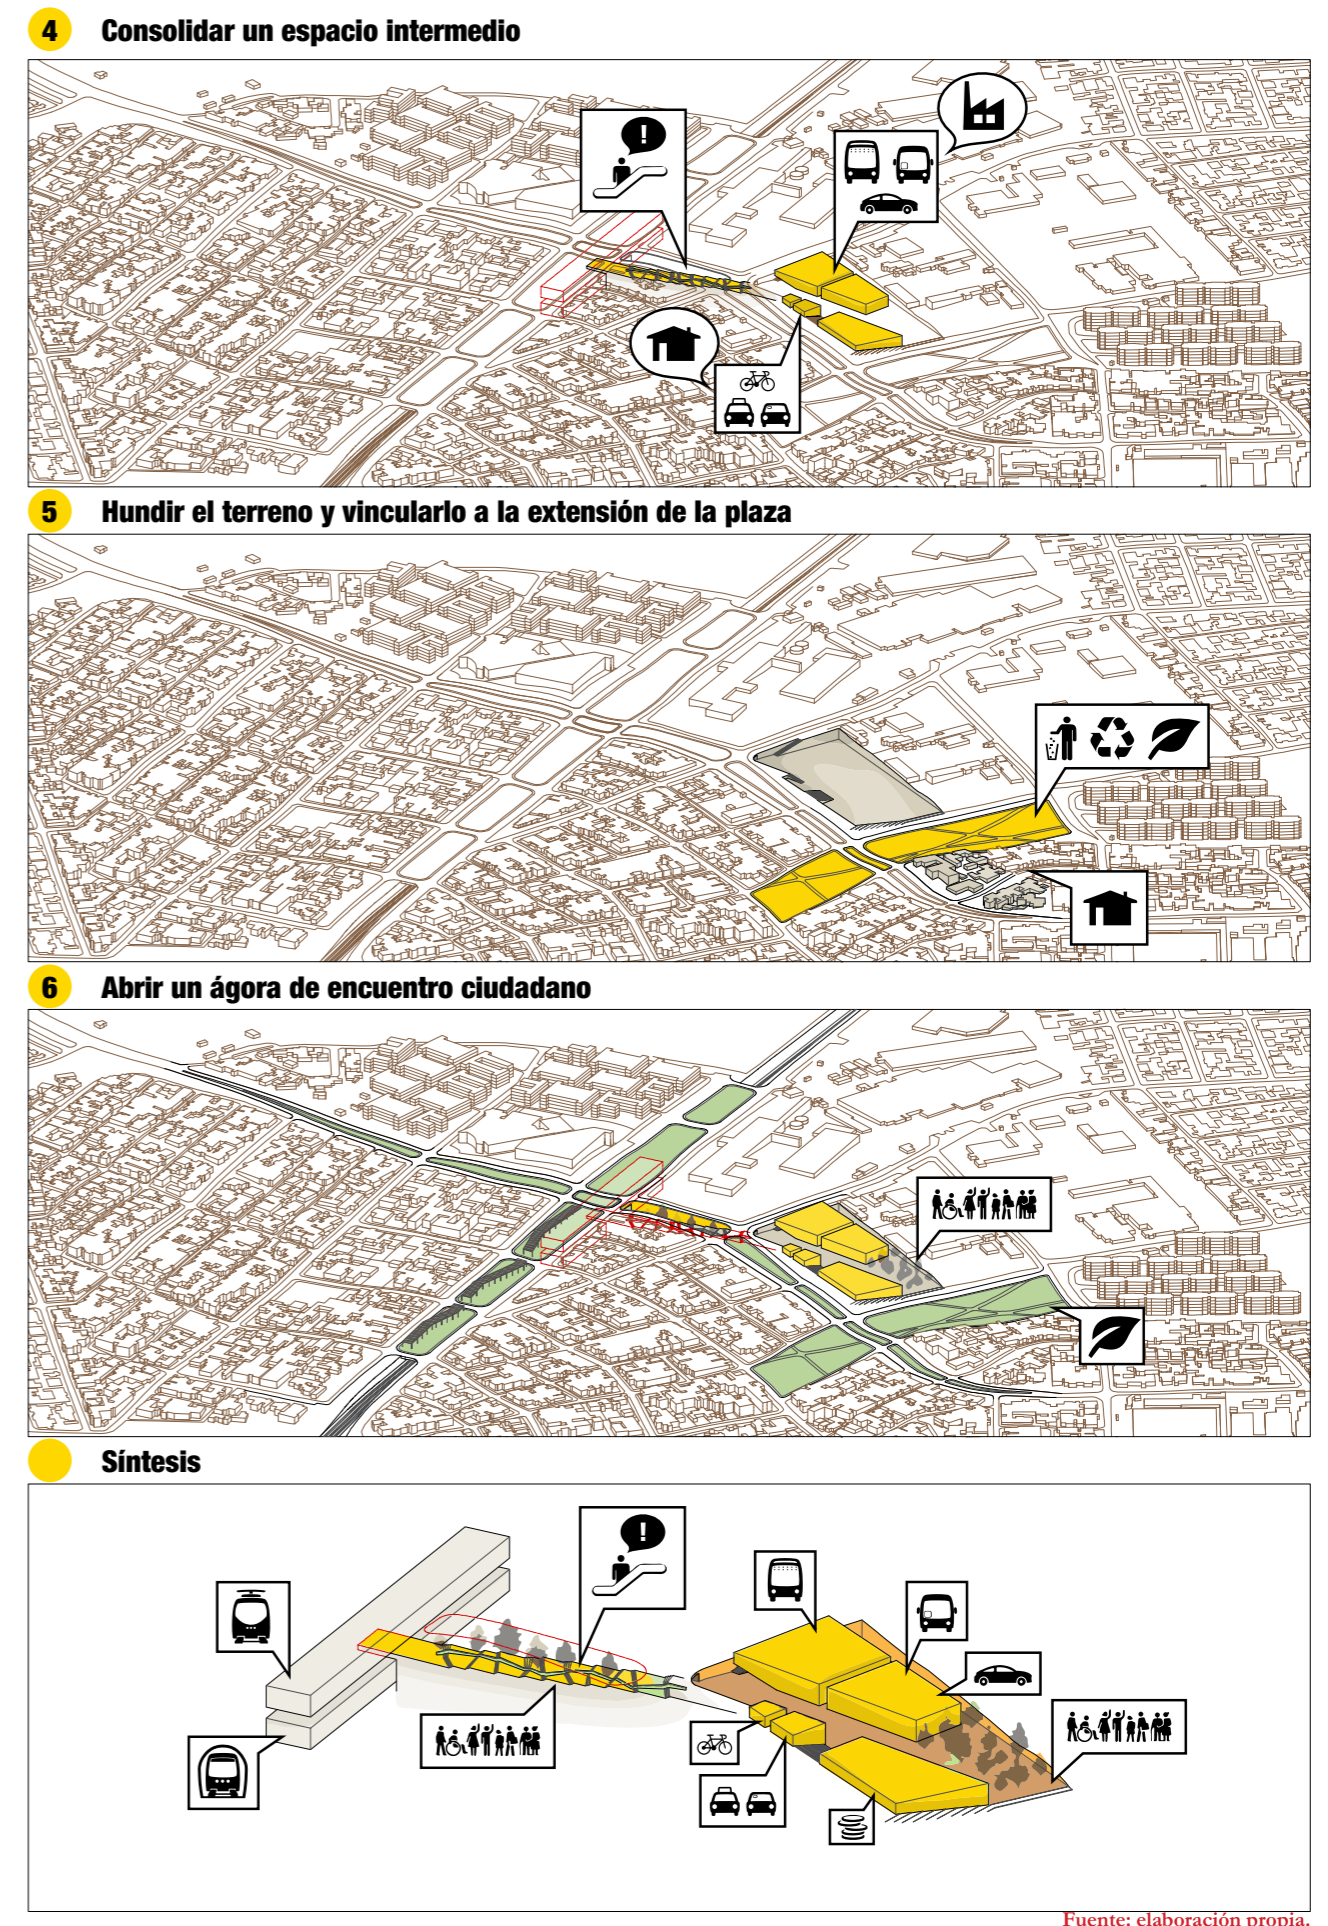 4 Consolidar un espacio intermedio
5 Hundir el terreno y vincularlo a la extensión de la plaza
6 Abrir un ágora de encuentro ciudadano
Síntesis
Fuente: elaboración propia.